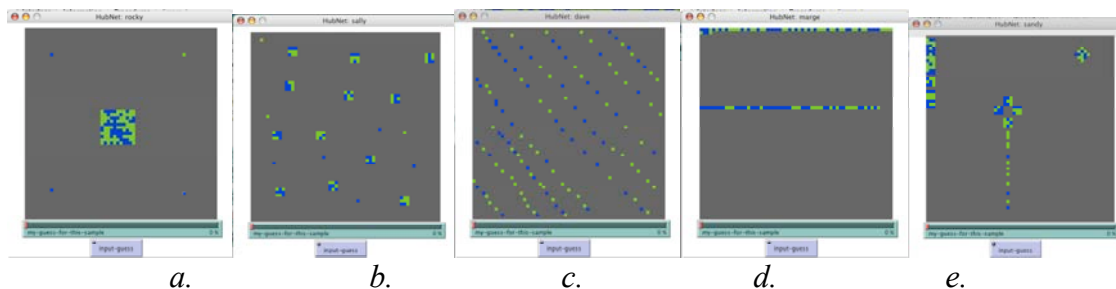 HubNet: rocky
HubNet: sally
HubNet: dave
HubNet: marge
HubNet: sandy
my-guess-for-this-sample 0 %
my-guess-for-this-sample 0 %
my-guess-for-this-sample 0 %
my-guess-for-this-sample 0 %
my-guess-for-this-sample 0 %
input-guess
input-guess
input-guess
input-guess
input-guess
a. b. c. d. e.